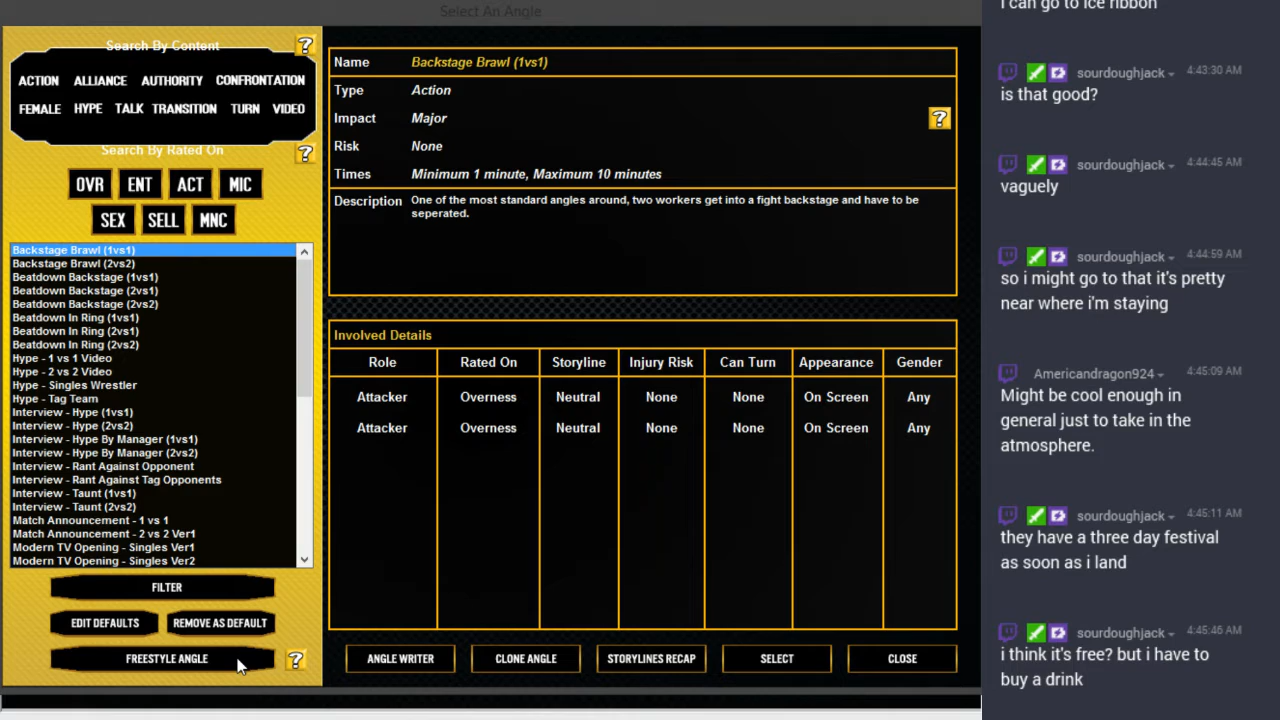 Select An Angle
Search By Content
?
ACTION ALLIANCE AUTHORITY CONFRONTATION
FEMALE HYPE TALK TRANSITION TURN VIDEO
Search By Rated On
?
OVR ENT ACT MIC
SEX SELL MNC
Backstage Brawl (1vs1)
Backstage Brawl (2vs2)
Beatdown Backstage (1vs1)
Beatdown Backstage (2vs1)
Beatdown Backstage (2vs2)
Beatdown In Ring (1vs1)
Beatdown In Ring (2vs1)
Beatdown In Ring (2vs2)
Hype - 1 vs 1 Video
Hype - 2 vs 2 Video
Hype - Singles Wrestler
Hype - Tag Team
Interview - Hype (1vs1)
Interview - Hype (2vs2)
Interview - Hype By Manager (1vs1)
Interview - Hype By Manager (2vs2)
Interview - Rant Against Opponent
Interview - Rant Against Tag Opponents
Interview - Taunt (1vs1)
Interview - Taunt (2vs2)
Match Announcement - 1 vs 1
Match Announcement - 2 vs 2 Ver1
Modern TV Opening - Singles Ver1
Modern TV Opening - Singles Ver2
FILTER
EDIT DEFAULTS REMOVE AS DEFAULT
FREESTYLE ANGLE ?
Name Backstage Brawl (1vs1)
Type Action
Impact Major ?
Risk None
Times Minimum 1 minute, Maximum 10 minutes
Description One of the most standard angles around, two workers get into a fight backstage and have to be
seperated.
Involved Details
Role Rated On Storyline Injury Risk Can Turn Appearance Gender
Attacker Overness Neutral None None On Screen Any
Attacker Overness Neutral None None On Screen Any
ANGLE WRITER CLONE ANGLE STORYLINES RECAP SELECT CLOSE
i can go to ice ribbon
sourdoughjack 4:43:30 AM
is that good?
sourdoughjack 4:44:45 AM
vaguely
sourdoughjack 4:44:59 AM
so i might go to that it's pretty
near where i'm staying
Americandragon924 4:45:09 AM
Might be cool enough in
general just to take in the
atmosphere.
sourdoughjack 4:45:11 AM
they have a three day festival
as soon as i land
sourdoughjack 4:45:46 AM
i think it's free? but i have to
buy a drink